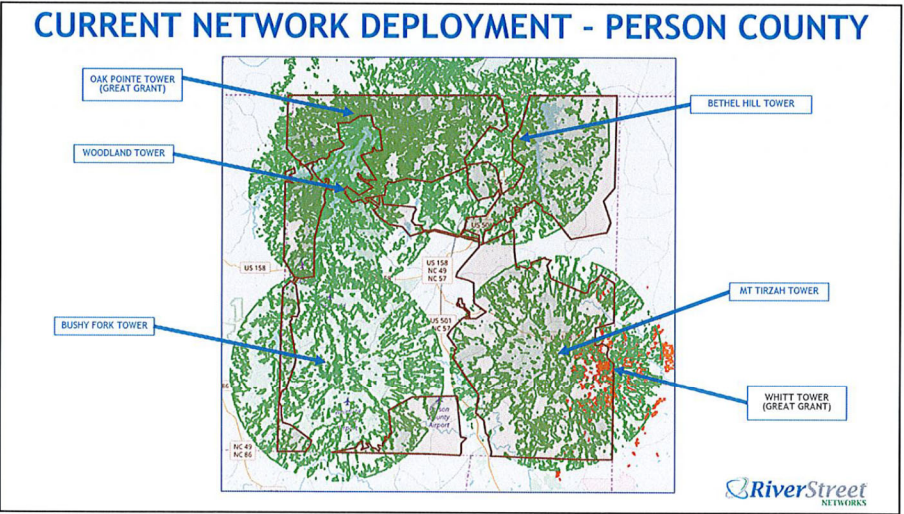 CURRENT NETWORK DEPLOYMENT - PERSON COUNTY
OAK POINTE TOWER
(GREAT GRANT)
BETHEL HILL TOWER
WOODLAND TOWER
US 158
US 158
NC 49
NC 57
MT TIRZAH TOWER
BUSHY FORK TOWER
US 501
NC 57
WHITT TOWER
(GREAT GRANT)
Person
County
Airport
NC 49
NC 86
RiverStreet
NETWORKS